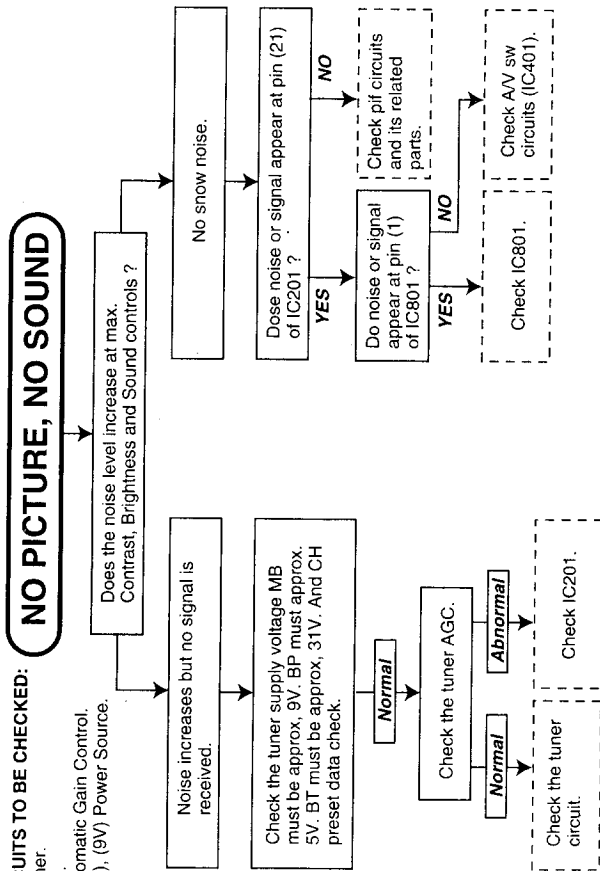 NO PICTURE, NO SOUND
UITS TO BE CHECKED:
omatic Gain Control.
, (9V) Power Source.
Does the noise level increase at max.
Contrast, Brightness and Sound controls ?
Noise increases but no signal is
received.
Check the tuner supply voltage MB
must be approx, 9V. BP must approx.
5V. BT must be approx, 31V. And CH
preset data check.
Normal
Check the tuner AGC.
Normal
Abnormal
Check the tuner
circuit.
Check IC201.
No snow noise.
Dose noise or signal appear at pin (21)
of IC201 ?
YES
NO
Do noise or signal
appear at pin (1)
of IC801 ?
Check pif circuits
and its related
parts.
YES
NO
Check IC801.
Check A/V sw
circuits (IC401).